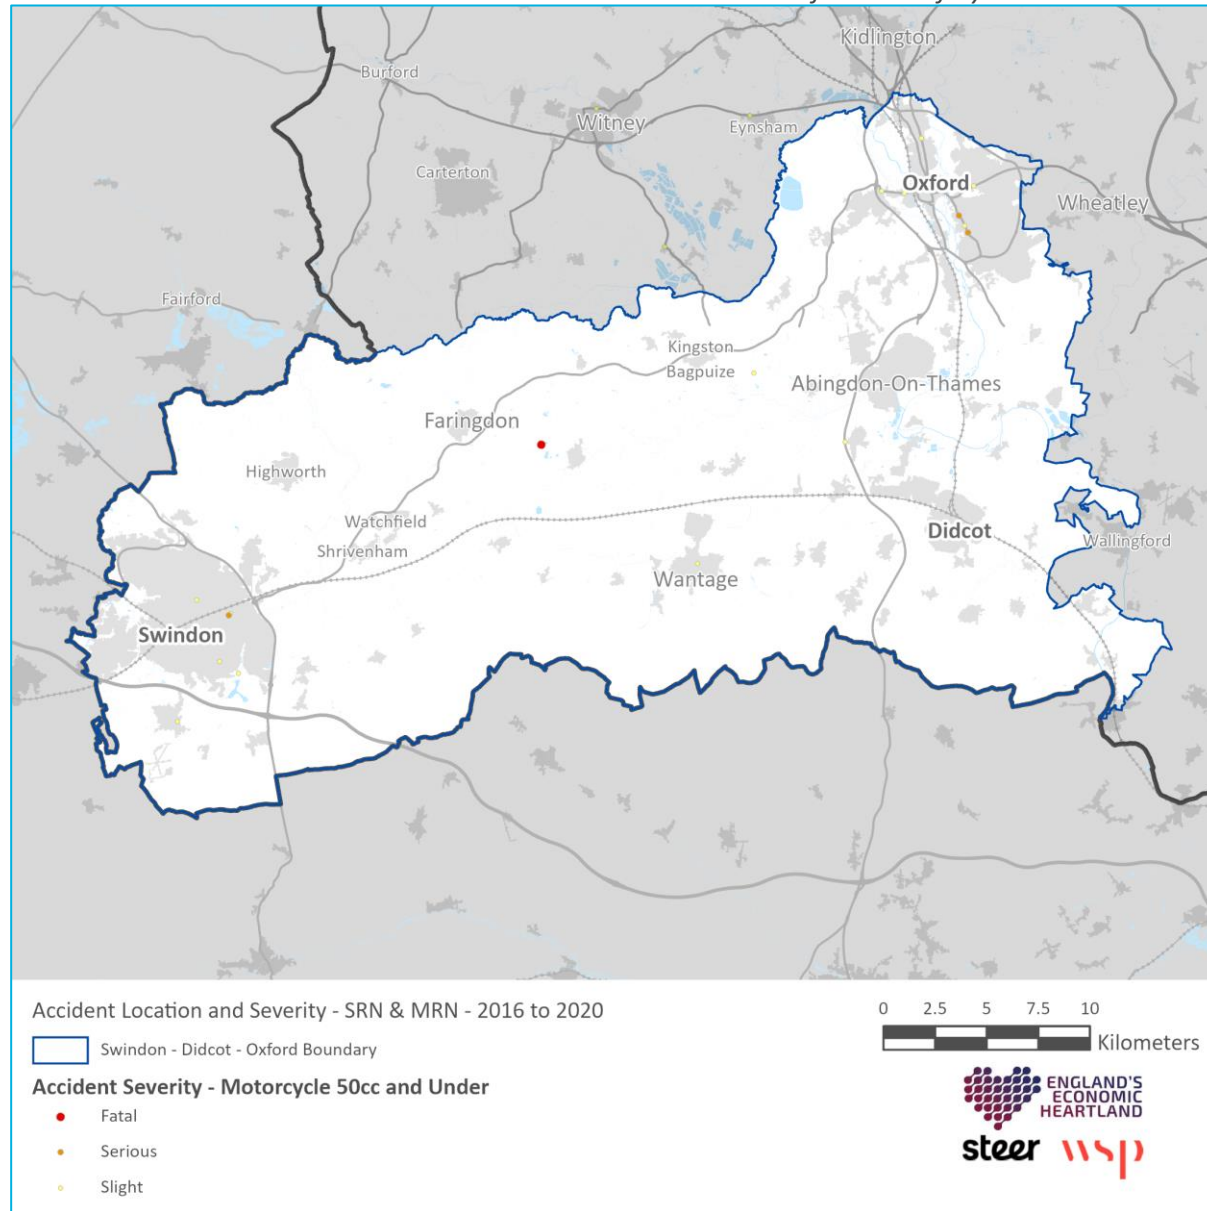 Kidlington
Burford
Witney
Eynsham
Carterton
Oxford
Wheatley
Fairford
Kingston
Bagpuize
Abingdon-On-Thames
Faringdon
Highworth
Watchfield
Shrivenham
Didcot
Wallingford
Wantage
Swindon
Accident Location and Severity - SRN & MRN - 2016 to 2020
Swindon - Didcot - Oxford Boundary
Accident Severity - Motorcycle 50cc and Under
Fatal
Serious
Slight
0 2.5 5 7.5 10
Kilometers
ENGLAND'S
ECONOMIC
HEARTLAND
steer wsp